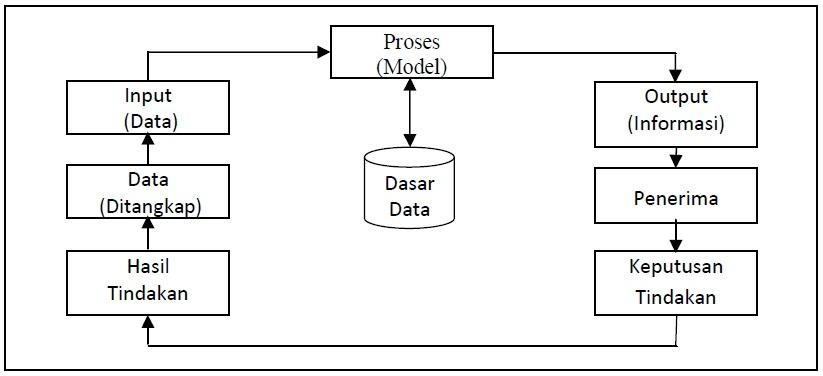 Proses
(Model)
Input
(Data)
Output
(Informasi)
Data
(Ditangkap)
Dasar
Data
Penerima
Hasil
Tindakan
Keputusan
Tindakan